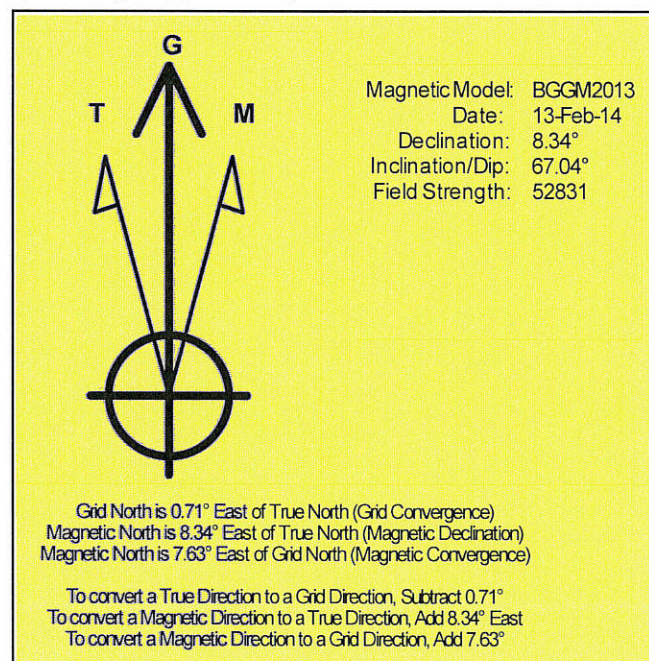 G
T
M
Magnetic Model: BGGM2013
Date: 13-Feb-14
Declination: 8.34°
Inclination/Dip: 67.04°
Field Strength: 52831
Grid North is 0.71° East of True North (Grid Convergence)
Magnetic North is 8.34° East of True North (Magnetic Declination)
Magnetic North is 7.63° East of Grid North (Magnetic Convergence)
To convert a True Direction to a Grid Direction, Subtract 0.71°
To convert a Magnetic Direction to a True Direction, Add 8.34° East
To convert a Magnetic Direction to a Grid Direction, Add 7.63°